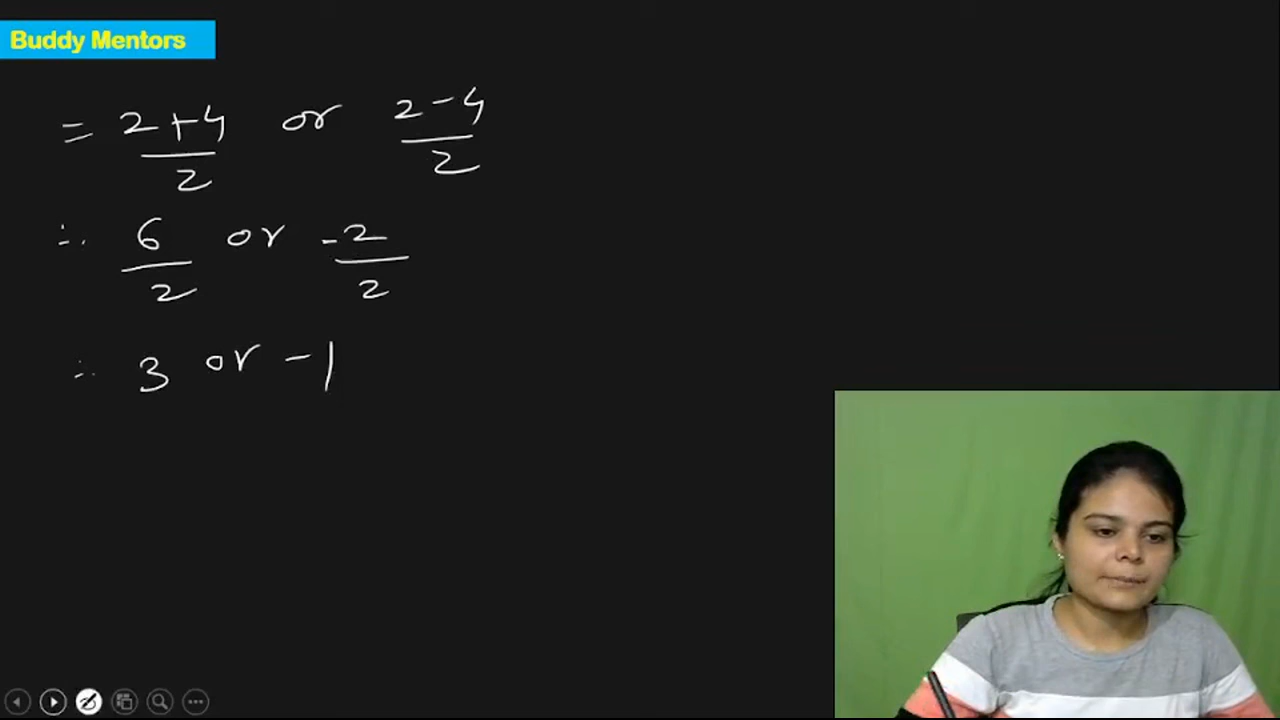 Buddy Mentors
= 2+4/2 or 2-4/2
∴ 6/2 or -2/2
∴ 3 or -1